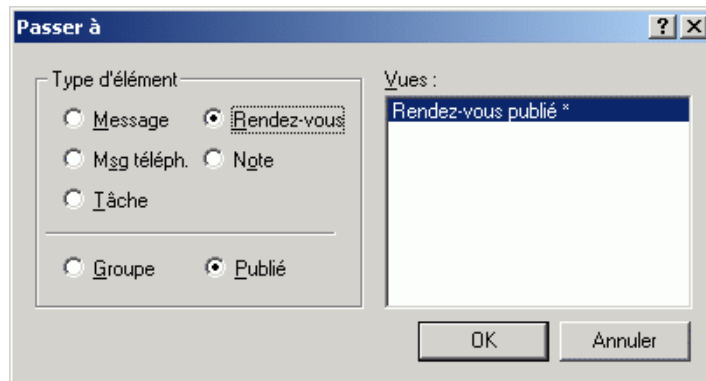 Passer à
Type d'élément
Message
Rendez-vous
Msg téléph.
Note
Tâche
Groupe
Publié
Vues :
Rendez-vous publié *
OK
Annuler